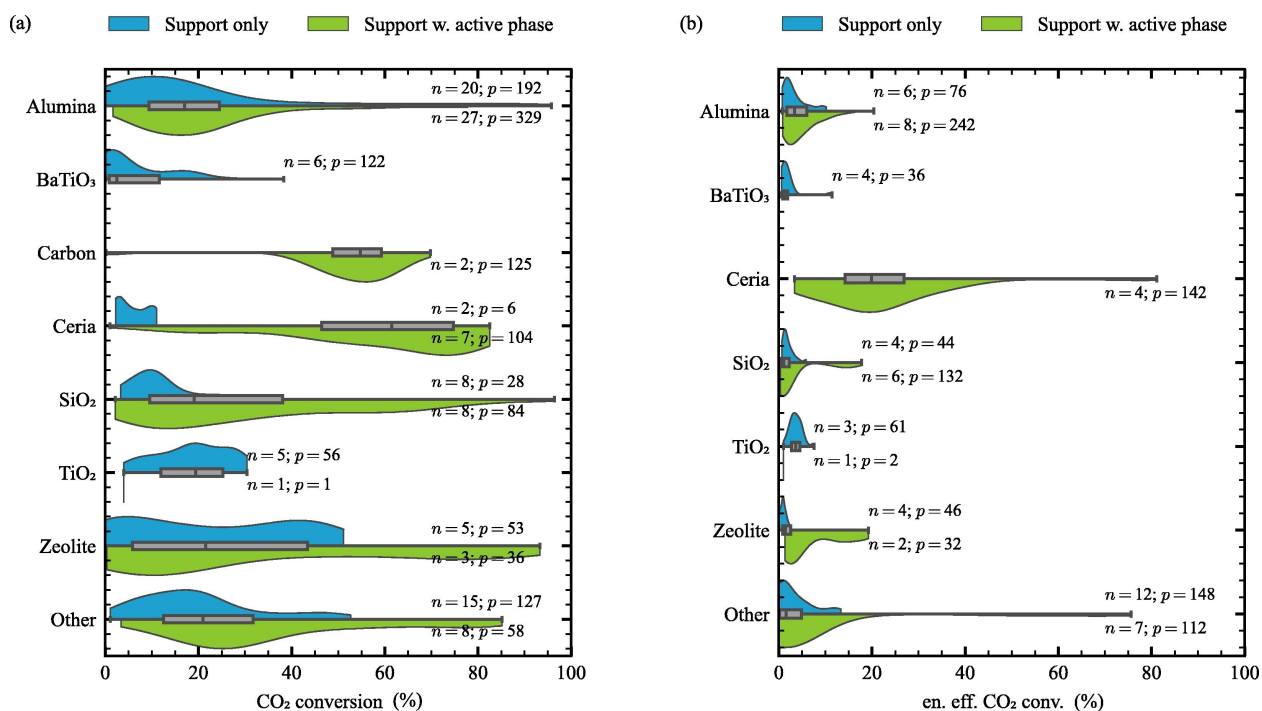 (a) Support only Support w. active phase
Alumina
n = 20; p = 192
n = 27; p = 329
BaTiO₃
n = 6; p = 122
Carbon
n = 2; p = 125
Ceria
n = 2; p = 6
n = 7; p = 104
SiO₂
n = 8; p = 28
n = 8; p = 84
TiO₂
n = 5; p = 56
n = 1; p = 1
Zeolite
n = 5; p = 53
n = 3; p = 36
Other
n = 15; p = 127
n = 8; p = 58
0 20 40 60 80 100
CO₂ conversion (%)
(b) Support only Support w. active phase
Alumina
n = 6; p = 76
n = 8; p = 242
BaTiO₃
n = 4; p = 36
Ceria
n = 4; p = 142
SiO₂
n = 4; p = 44
n = 6; p = 132
TiO₂
n = 3; p = 61
n = 1; p = 2
Zeolite
n = 4; p = 46
n = 2; p = 32
Other
n = 12; p = 148
n = 7; p = 112
0 20 40 60 80 100
en. eff. CO₂ conv. (%)